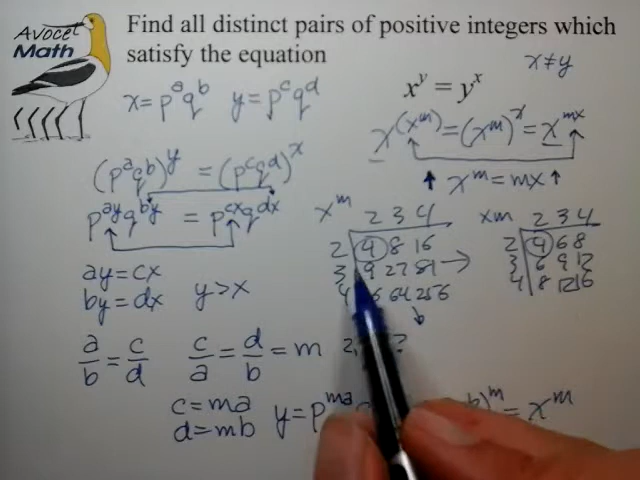 Avocet
Math
Find all distinct pairs of positive integers which
satisfy the equation
x≠y
x = p^a q^b y = p^c q^d
x^y = y^x
x^(x^m) = (x^m)^x = x^mx
(p^a q^b)^y = (p^c q^d)^x
x^m = mx
p^ay q^by = p^cx q^dx
x^m 2 3 4
2 4 8 16
3 9 27 81
4 64 256
xm 2 3 4
2 4 6 8
3 6 9 12
4 8 12 16
ay = cx
by = dx y > x
a/b = c/d c/a = d/b = m 2, ?
c = ma
d = mb
y = p^ma )^m = x^m